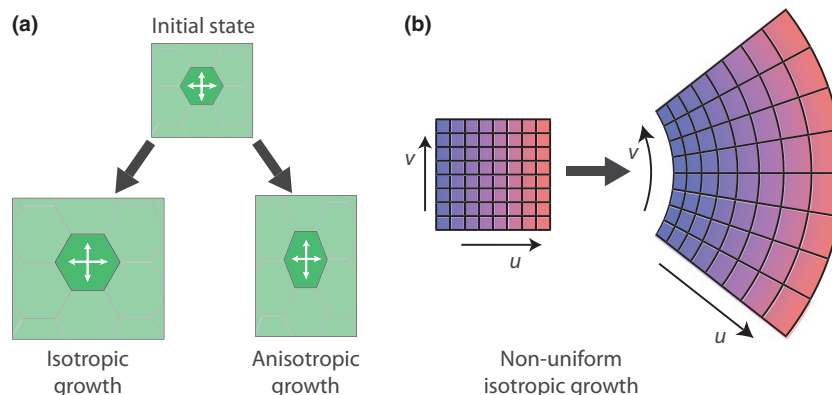 (a)
Initial state
Isotropic
growth
Anisotropic
growth
(b)
v
u
v
u
Non-uniform
isotropic growth